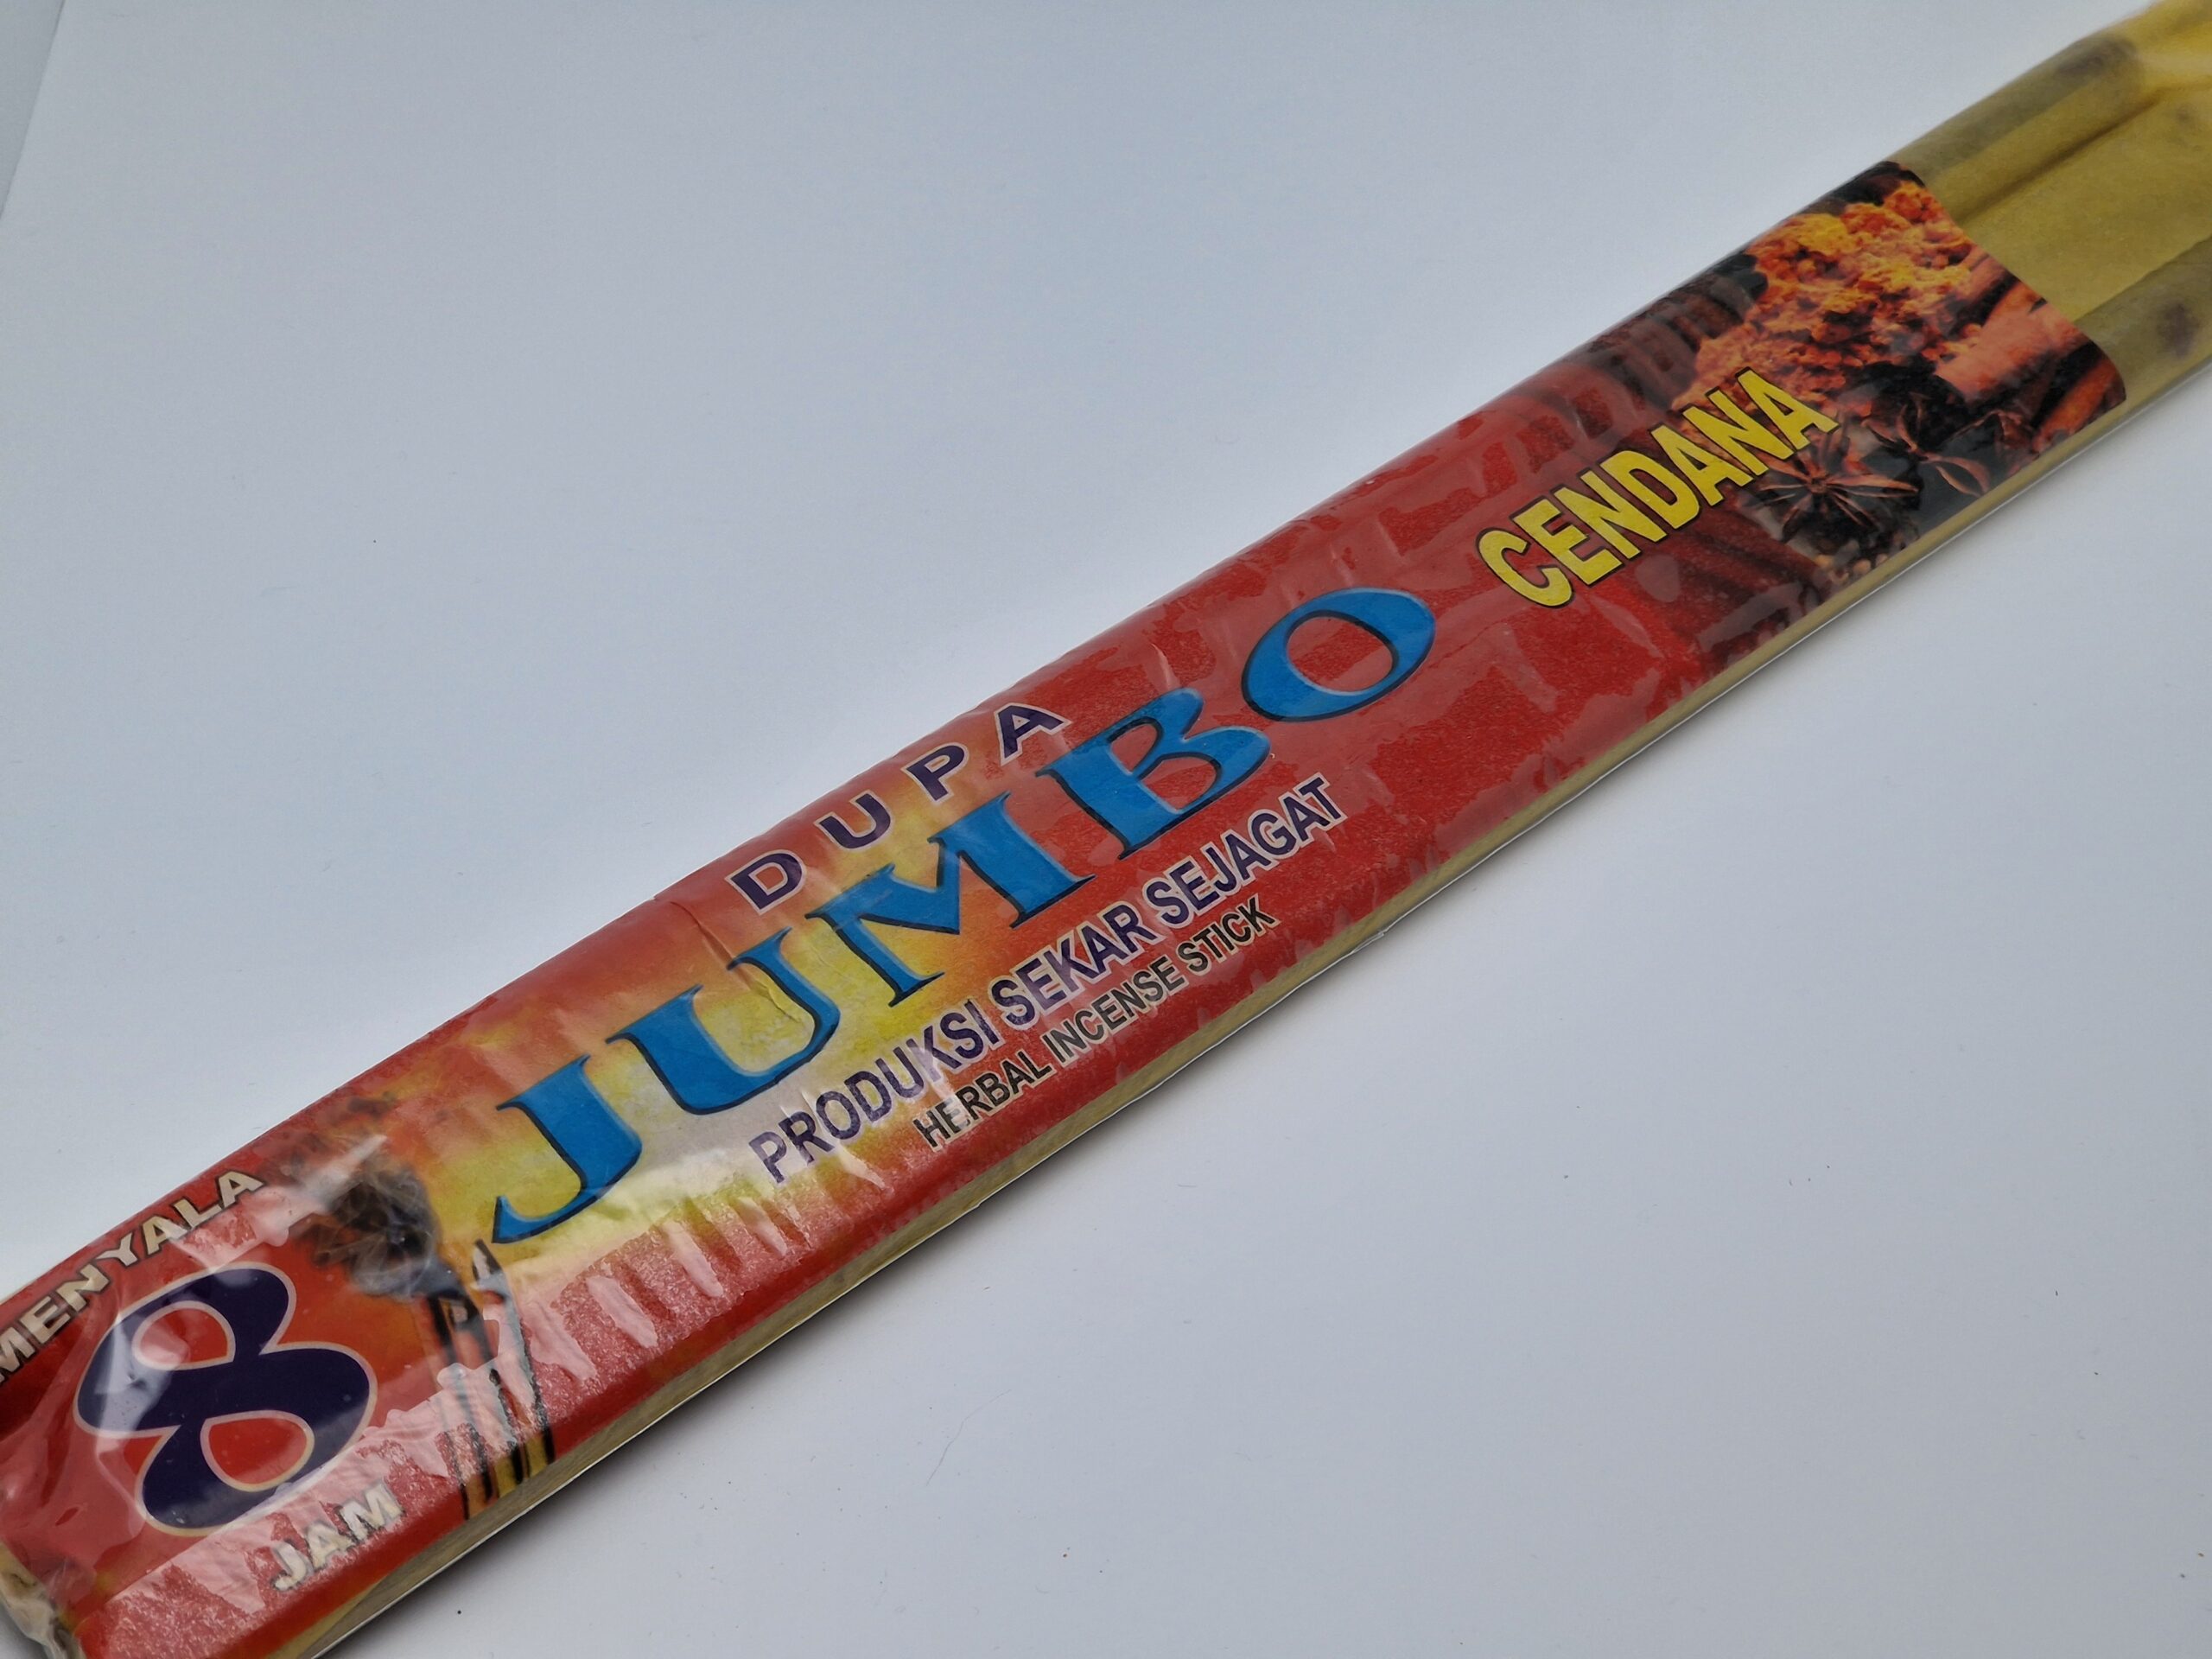 MENYALA
8
JAM
DUPA
JUMBO
PRODUKSI SEKAR SEJAGAT
HERBAL INCENSE STICK
CENDANA